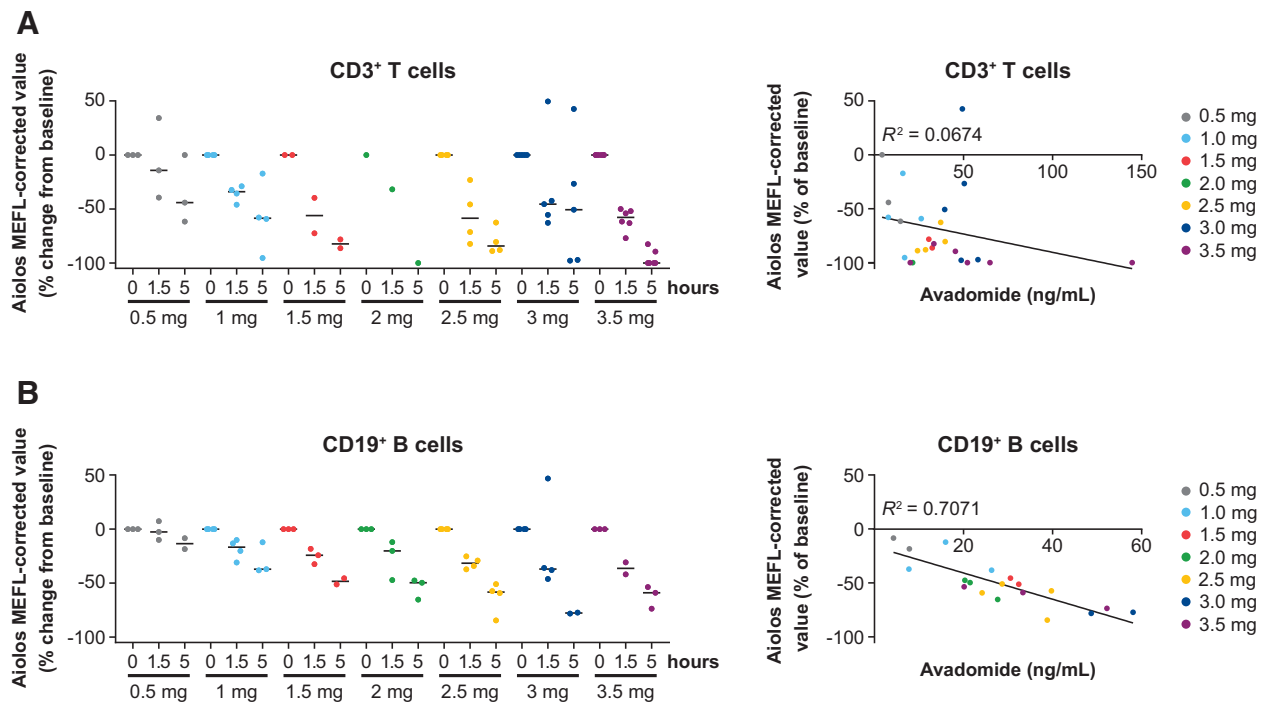 A
CD3⁺ T cells
Aiolos MEFL-corrected value
(% change from baseline)
50
0
-50
-100
0 1.5 5 0 1.5 5 0 1.5 5 0 1.5 5 0 1.5 5 0 1.5 5 0 1.5 5 hours
0.5 mg 1 mg 1.5 mg 2 mg 2.5 mg 3 mg 3.5 mg
CD3⁺ T cells
Aiolos MEFL-corrected
value (% of baseline)
50
0
-50
-100
R² = 0.0674
50 100 150
Avadomide (ng/mL)
0.5 mg
1.0 mg
1.5 mg
2.0 mg
2.5 mg
3.0 mg
3.5 mg
B
CD19⁺ B cells
Aiolos MEFL-corrected value
(% change from baseline)
50
0
-50
-100
0 1.5 5 0 1.5 5 0 1.5 5 0 1.5 5 0 1.5 5 0 1.5 5 0 1.5 5 hours
0.5 mg 1 mg 1.5 mg 2 mg 2.5 mg 3 mg 3.5 mg
CD19⁺ B cells
Aiolos MEFL-corrected
value (% of baseline)
50
0
-50
-100
R² = 0.7071
20 40 60
Avadomide (ng/mL)
0.5 mg
1.0 mg
1.5 mg
2.0 mg
2.5 mg
3.0 mg
3.5 mg